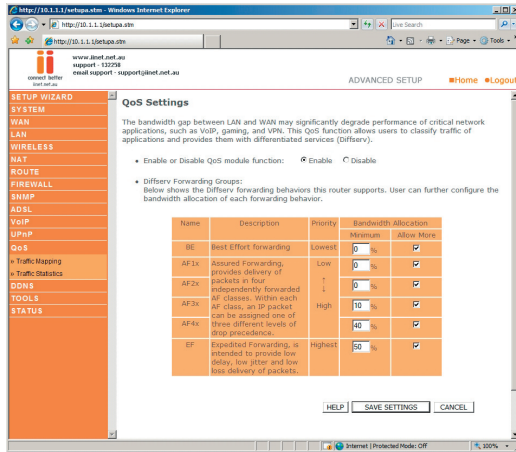 http://10.1.1.1/setupa.stm - Windows Internet Explorer
http://10.1.1.1/setupa.stm
Live Search
http://10.1.1.1/setupa.stm
Page
Tools
connect better
iinet.net.au
www.iinet.net.au
support - 132258
email support - support@iinet.net.au
ADVANCED SETUP
Home
Logout
SETUP WIZARD
SYSTEM
WAN
LAN
WIRELESS
NAT
ROUTE
FIREWALL
SNMP
ADSL
VoIP
UPnP
QoS
» Traffic Mapping
» Traffic Statistics
DDNS
TOOLS
STATUS
QoS Settings
The bandwidth gap between LAN and WAN may significantly degrade performance of critical network
applications, such as VoIP, gaming, and VPN. This QoS function allows users to classify traffic of
applications and provides them with differentiated services (Diffserv).
• Enable or Disable QoS module function: Enable Disable
• Diffserv Forwarding Groups:
Below shows the Diffserv forwarding behaviors this router supports. User can further configure the
bandwidth allocation of each forwarding behavior.
Name Description Priority Bandwidth Allocation
Minimum Allow More
BE Best Effort forwarding Lowest 0 %
AF1x Assured Forwarding, Low 0 %
provides delivery of
packets in four
AF2x independently forwarded ↑ ↓ 0 %
AF classes. Within each
AF3x AF class, an IP packet High 10 %
can be assigned one of
AF4x three different levels of 40 %
drop precedence.
EF Expedited Forwarding, is Highest 50 %
intended to provide low
delay, low jitter and low
loss delivery of packets.
HELP SAVE SETTINGS CANCEL
Internet | Protected Mode: Off 100%